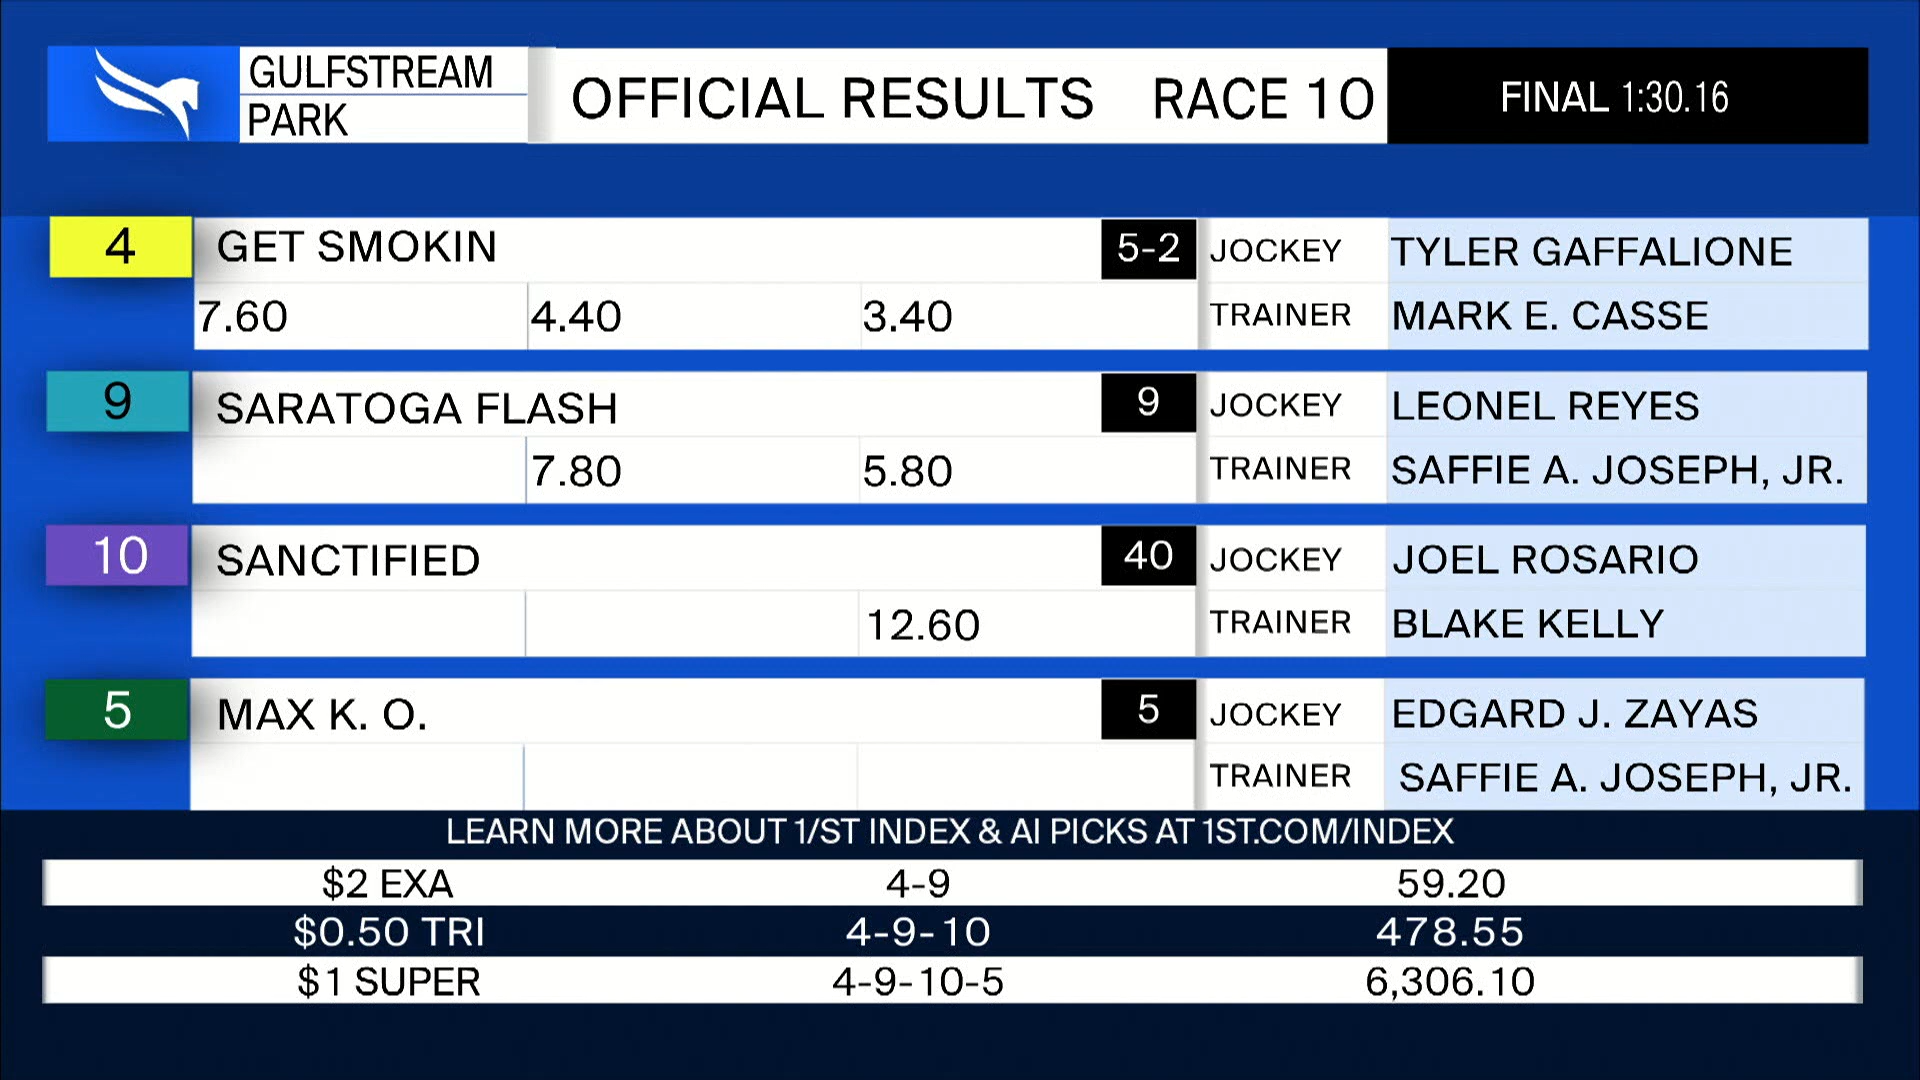 GULFSTREAM
PARK
OFFICIAL RESULTS RACE 10 FINAL 1:30.16
4 GET SMOKIN 5-2 JOCKEY TYLER GAFFALIONE
7.60 4.40 3.40 TRAINER MARK E. CASSE
9 SARATOGA FLASH 9 JOCKEY LEONEL REYES
7.80 5.80 TRAINER SAFFIE A. JOSEPH, JR.
10 SANCTIFIED 40 JOCKEY JOEL ROSARIO
12.60 TRAINER BLAKE KELLY
5 MAX K. O. 5 JOCKEY EDGARD J. ZAYAS
TRAINER SAFFIE A. JOSEPH, JR.
LEARN MORE ABOUT 1/ST INDEX & AI PICKS AT 1ST.COM/INDEX
$2 EXA 4-9 59.20
$0.50 TRI 4-9-10 478.55
$1 SUPER 4-9-10-5 6,306.10